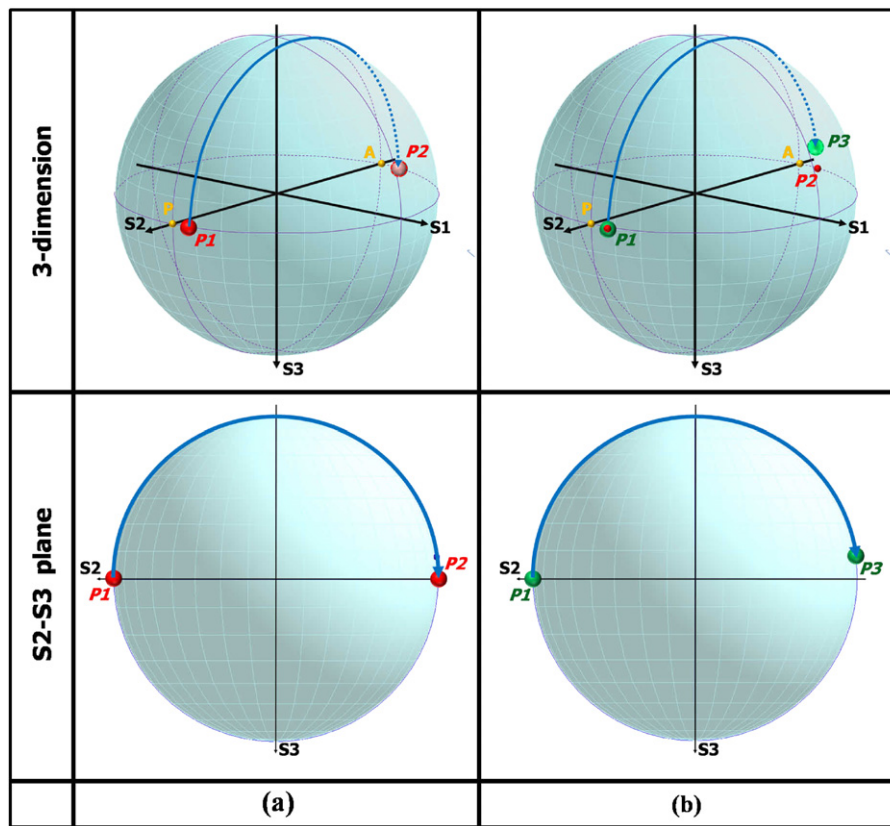 3-dimension
A
P2
P
S2
P1
S1
S3
P3
A
P2
P
S2
P1
S1
S3
S2-S3 plane
S2
P1
P2
S3
S2
P1
P3
S3
(a)
(b)